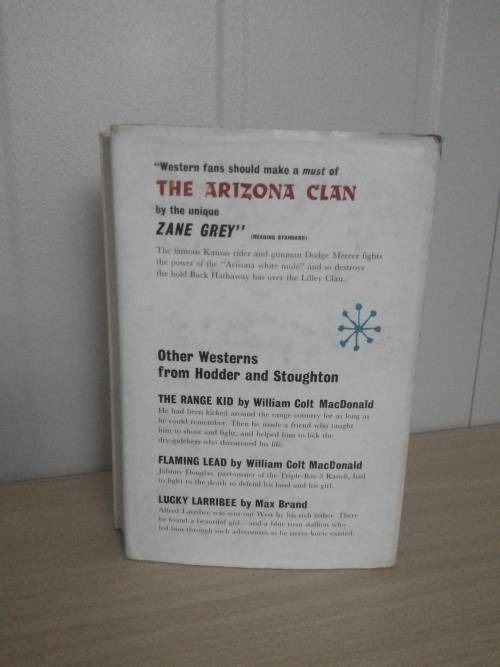 "Western fans should make a must of
THE ARIZONA CLAN
by the unique
ZANE GREY" (READING STANDARD).
The famous Kansas rider and gunman Dodge Mercer fights
the power of the "Arizona white mule" and so destroys
the hold Buck Hathaway has over the Lilley Clan.
Other Westerns
from Hodder and Stoughton
THE RANGE KID by William Colt MacDonald
He had been kicked around the range country for as long as
he could remember. Then he made a friend who taught
him to shoot and fight, and helped him to lick the
dry-gulchers who threatened his life.
FLAMING LEAD by William Colt MacDonald
Johnny Douglas, part-owner of the Triple-Box-3 Ranch, had
to fight to the death to defend his land and his girl.
LUCKY LARRIBEE by Max Brand
Alfred Larribee was sent out West by his rich father. There
he found a beautiful girl—and a blue roan stallion who
led him through such adventures as he never knew existed.